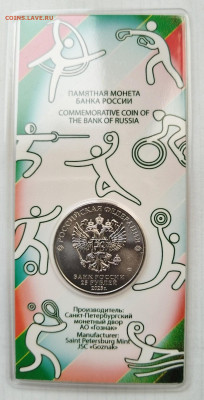 COINS.LAVE.RU
ПАМЯТНАЯ МОНЕТА
БАНКА РОССИИ
COMMEMORATIVE COIN OF
THE BANK OF RUSSIA
РОССИЙСКАЯ ФЕДЕРАЦИЯ
БАНК РОССИИ
25 РУБЛЕЙ
Производитель:
Санкт-Петербургский
монетный двор
АО «Гознак»
Manufacturer:
Saint Petersburg Mint
JSC «Goznak»